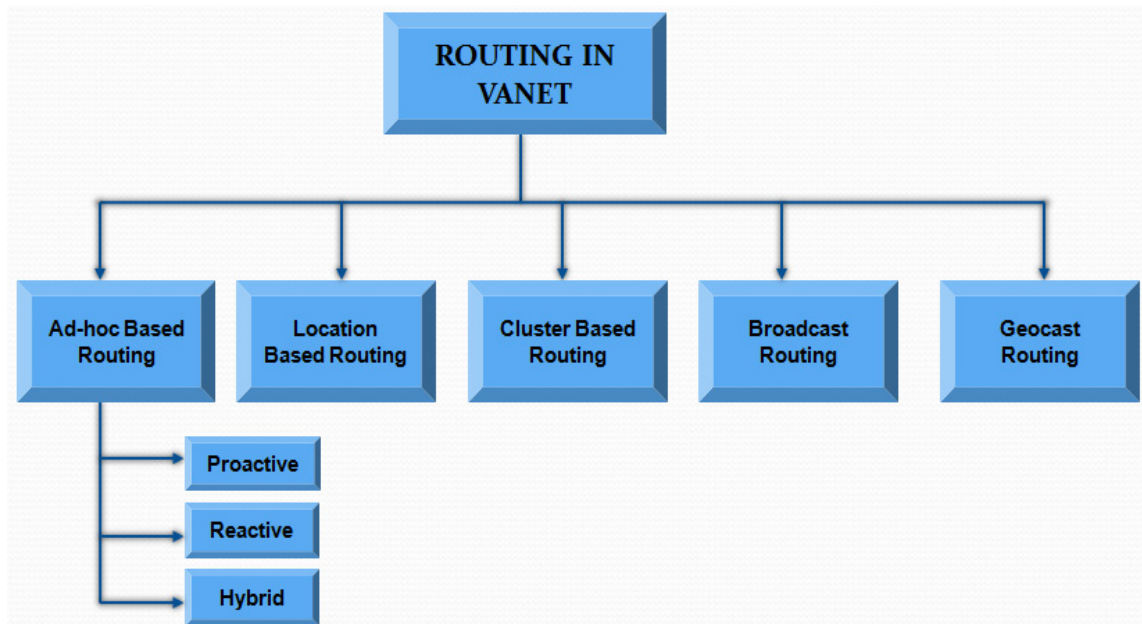 ROUTING IN
VANET
Ad-hoc Based
Routing
Location
Based Routing
Cluster Based
Routing
Broadcast
Routing
Geocast
Routing
Proactive
Reactive
Hybrid